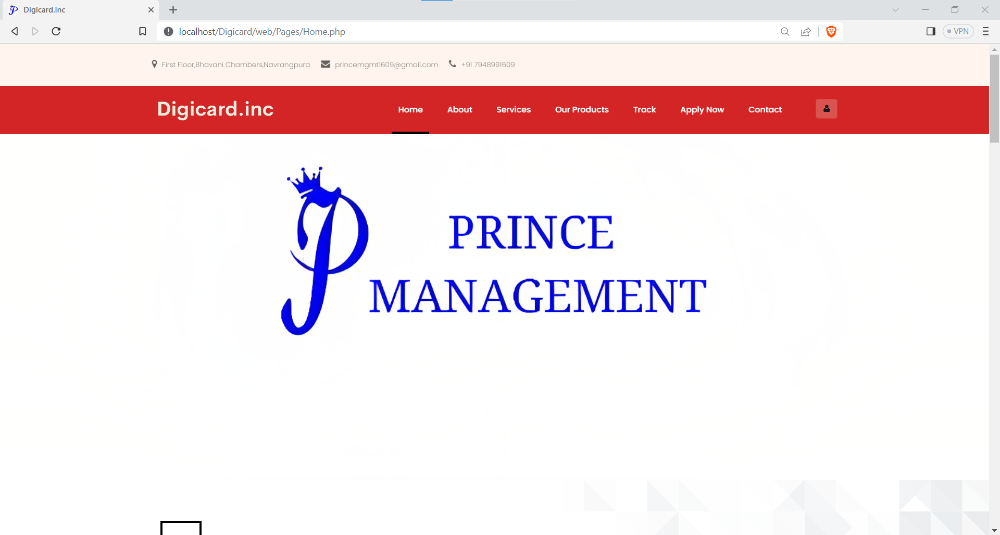 Digicard.inc
localhost/Digicard/web/Pages/Home.php
VPN
First Floor,Bhavani Chambers,Navrangpura princemgmt1609@gmail.com +91 7948991609
Digicard.inc Home About Services Our Products Track Apply Now Contact
PRINCE
MANAGEMENT